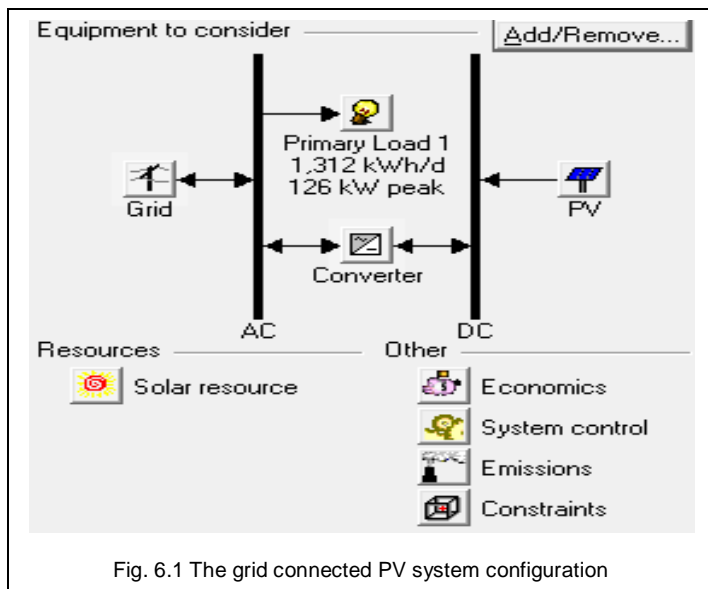 Equipment to consider
Add/Remove...
Primary Load 1
1,312 kWh/d
126 kW peak
Grid
PV
Converter
AC
DC
Resources
Other
Solar resource
Economics
System control
Emissions
Constraints
Fig. 6.1 The grid connected PV system configuration